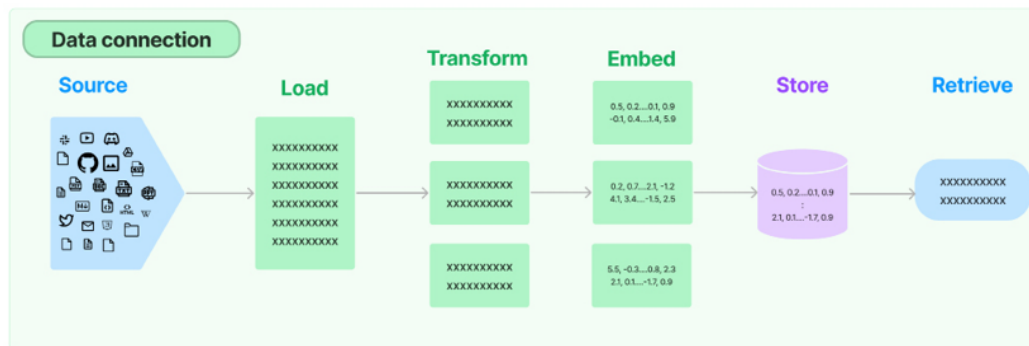 Data connection
Source
Load
Transform
Embed
Store
Retrieve
XXXXXXXXXX
XXXXXXXXXX
XXXXXXXXXX
XXXXXXXXXX
XXXXXXXXXX
XXXXXXXXXX
XXXXXXXXXX
XXXXXXXXXX
XXXXXXXXXX
XXXXXXXXXX
XXXXXXXXXX
XXXXXXXXXX
0.5, 0.2....0.1, 0.9
-0.1, 0.4....1.4, 5.9
0.2, 0.7....2.1, -1.2
4.1, 3.4....-1.5, 2.5
5.5, -0.3....0.8, 2.3
2.1, 0.1....-1.7, 0.9
0.5, 0.2....0.1, 0.9
:
2.1, 0.1....-1.7, 0.9
XXXXXXXXXX
XXXXXXXXXX
HTML
W